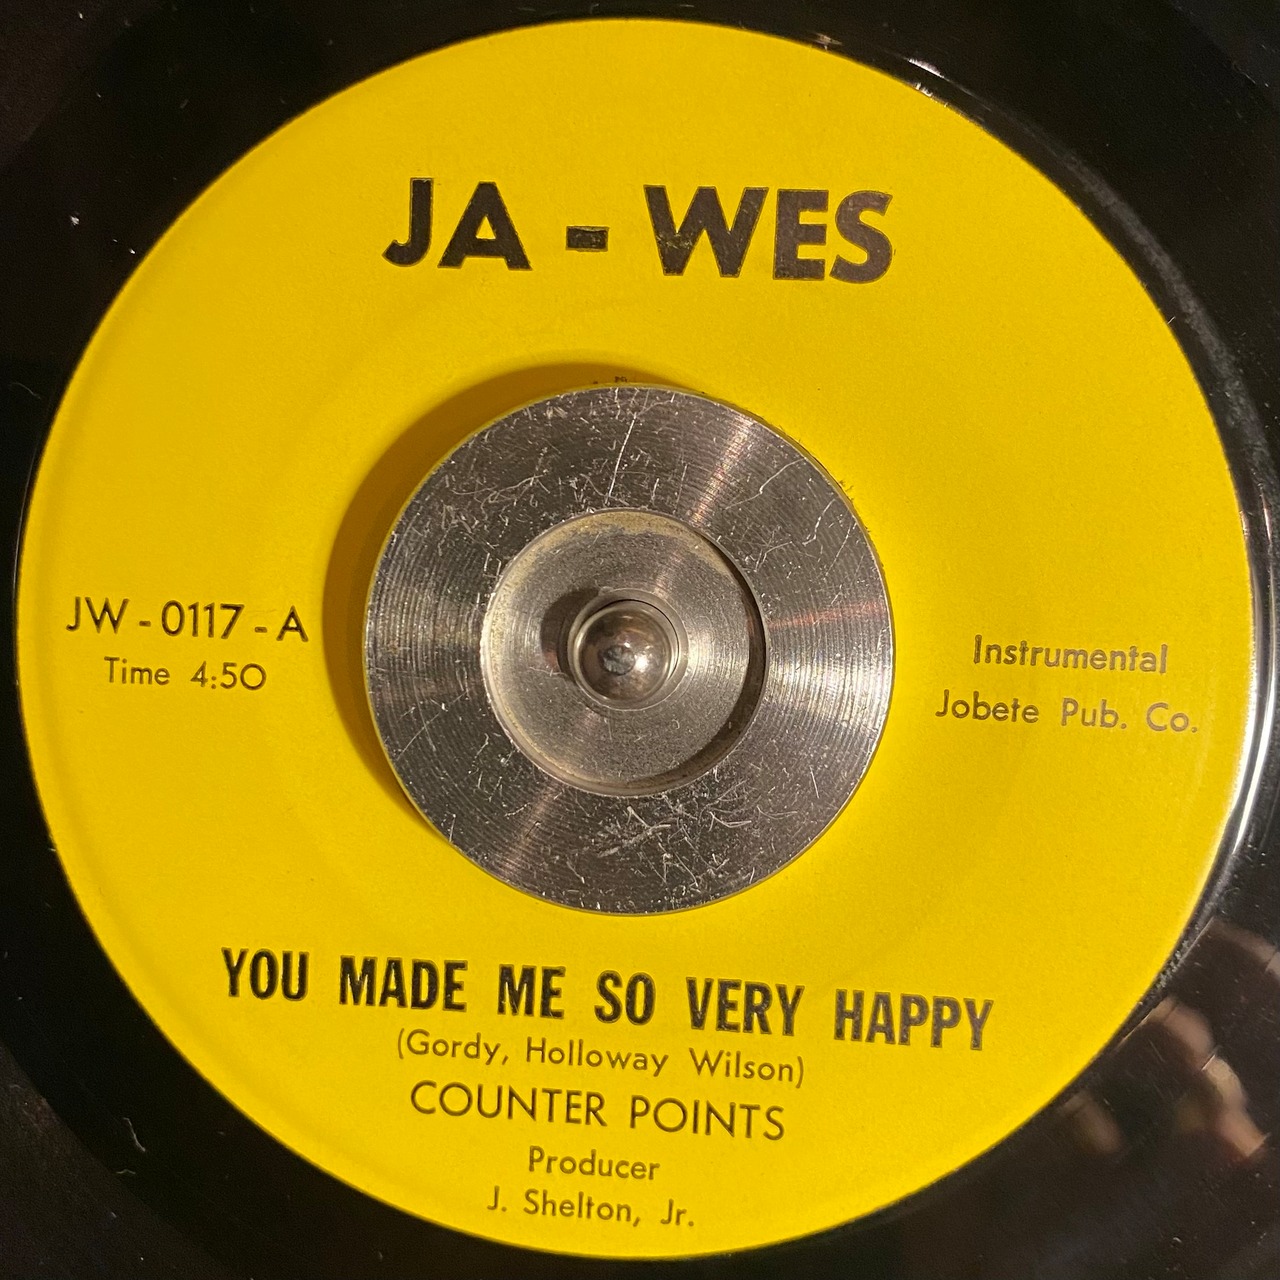 JA - WES
JW - 0117 - A
Time 4:50
Instrumental
Jobete Pub. Co.
YOU MADE ME SO VERY HAPPY
(Gordy, Holloway Wilson)
COUNTER POINTS
Producer
J. Shelton, Jr.